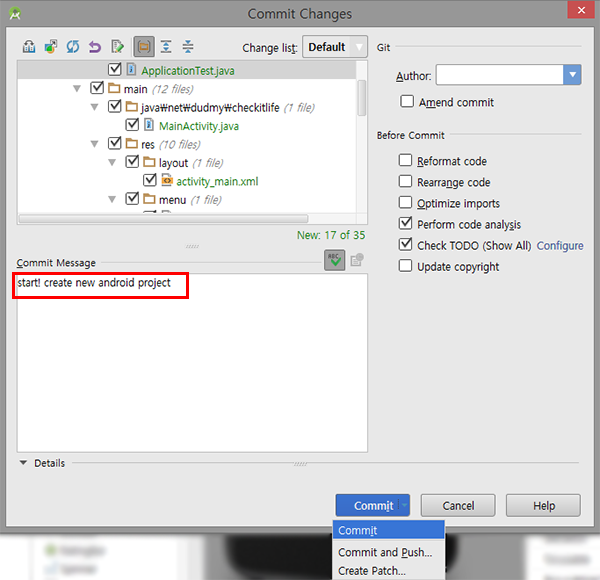 Commit Changes
Change list: Default
ApplicationTest.java
main (12 files)
java₩net₩dudmy₩checkitlife (1 file)
MainActivity.java
res (10 files)
layout (1 file)
activity_main.xml
menu (1 file)
New: 17 of 35
Commit Message
start! create new android project
Details
Git
Author:
Amend commit
Before Commit
Reformat code
Rearrange code
Optimize imports
Perform code analysis
Check TODO (Show All) Configure
Update copyright
Commit Cancel Help
Commit
Commit and Push...
Create Patch...